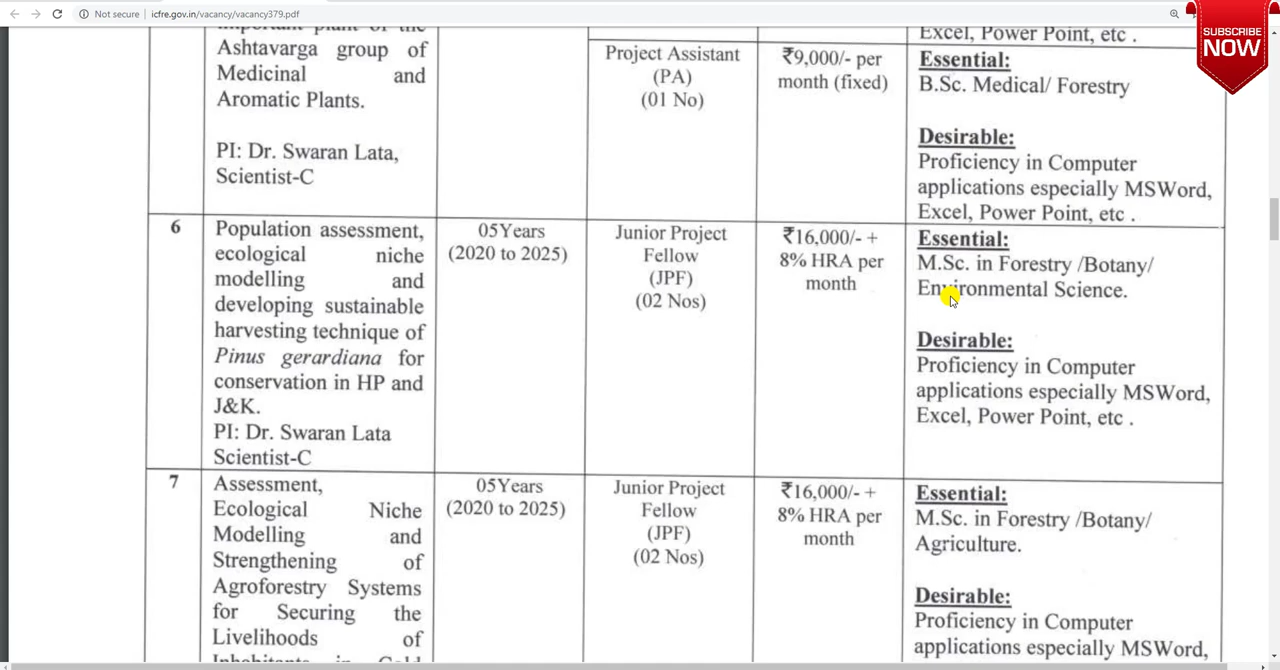 Not secure | icfre.gov.in/vacancy/vacancy379.pdf
SUBSCRIBE
NOW
important plant of the
Ashtavarga group of
Medicinal and
Aromatic Plants.
PI: Dr. Swaran Lata,
Scientist-C
Project Assistant
(PA)
(01 No)
₹9,000/- per
month (fixed)
Excel, Power Point, etc .
Essential:
B.Sc. Medical/ Forestry
Desirable:
Proficiency in Computer
applications especially MSWord,
Excel, Power Point, etc .
6
Population assessment,
ecological niche
modelling and
developing sustainable
harvesting technique of
Pinus gerardiana for
conservation in HP and
J&K.
PI: Dr. Swaran Lata
Scientist-C
05Years
(2020 to 2025)
Junior Project
Fellow
(JPF)
(02 Nos)
₹16,000/- +
8% HRA per
month
Essential:
M.Sc. in Forestry /Botany/
Environmental Science.
Desirable:
Proficiency in Computer
applications especially MSWord,
Excel, Power Point, etc .
7
Assessment,
Ecological Niche
Modelling and
Strengthening of
Agroforestry Systems
for Securing the
Livelihoods of
Inhabitants in Cold
05Years
(2020 to 2025)
Junior Project
Fellow
(JPF)
(02 Nos)
₹16,000/- +
8% HRA per
month
Essential:
M.Sc. in Forestry /Botany/
Agriculture.
Desirable:
Proficiency in Computer
applications especially MSWord,